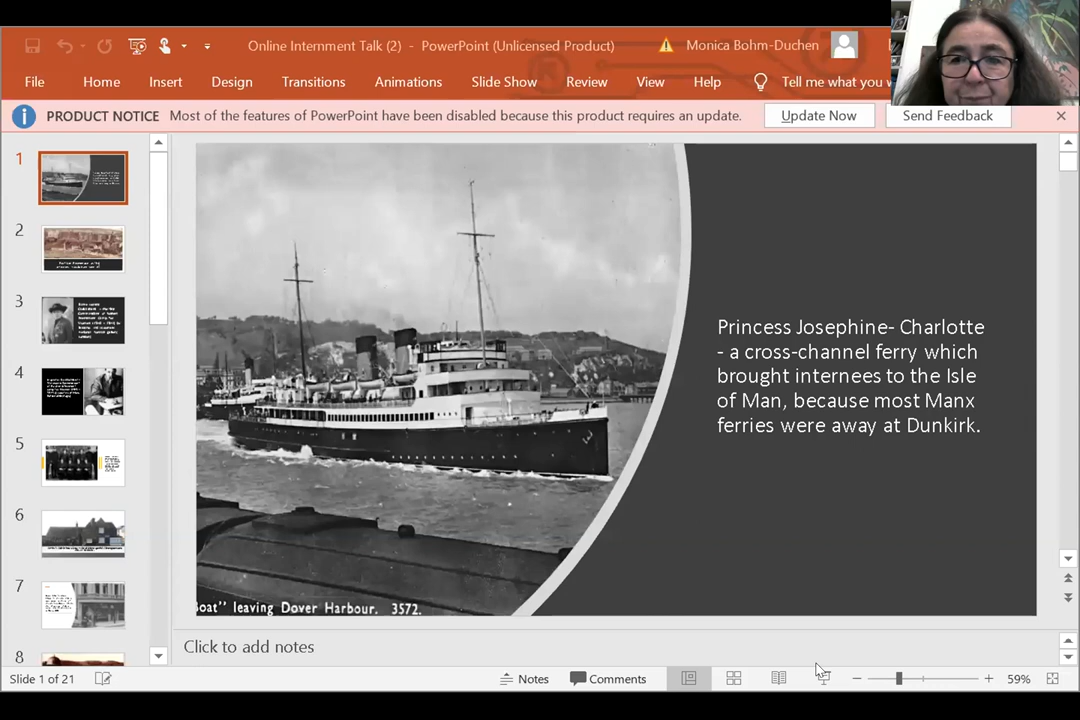 Online Internment Talk (2) - PowerPoint (Unlicensed Product)
Monica Bohm-Duchen
File Home Insert Design Transitions Animations Slide Show Review View Help Tell me what you
PRODUCT NOTICE Most of the features of PowerPoint have been disabled because this product requires an update. Update Now Send Feedback
1
2
3
4
5
6
7
8
Princess Josephine- Charlotte
- a cross-channel ferry which
brought internees to the Isle
of Man, because most Manx
ferries were away at Dunkirk.
Boat" leaving Dover Harbour. 3572.
Click to add notes
Slide 1 of 21 Notes Comments 59%